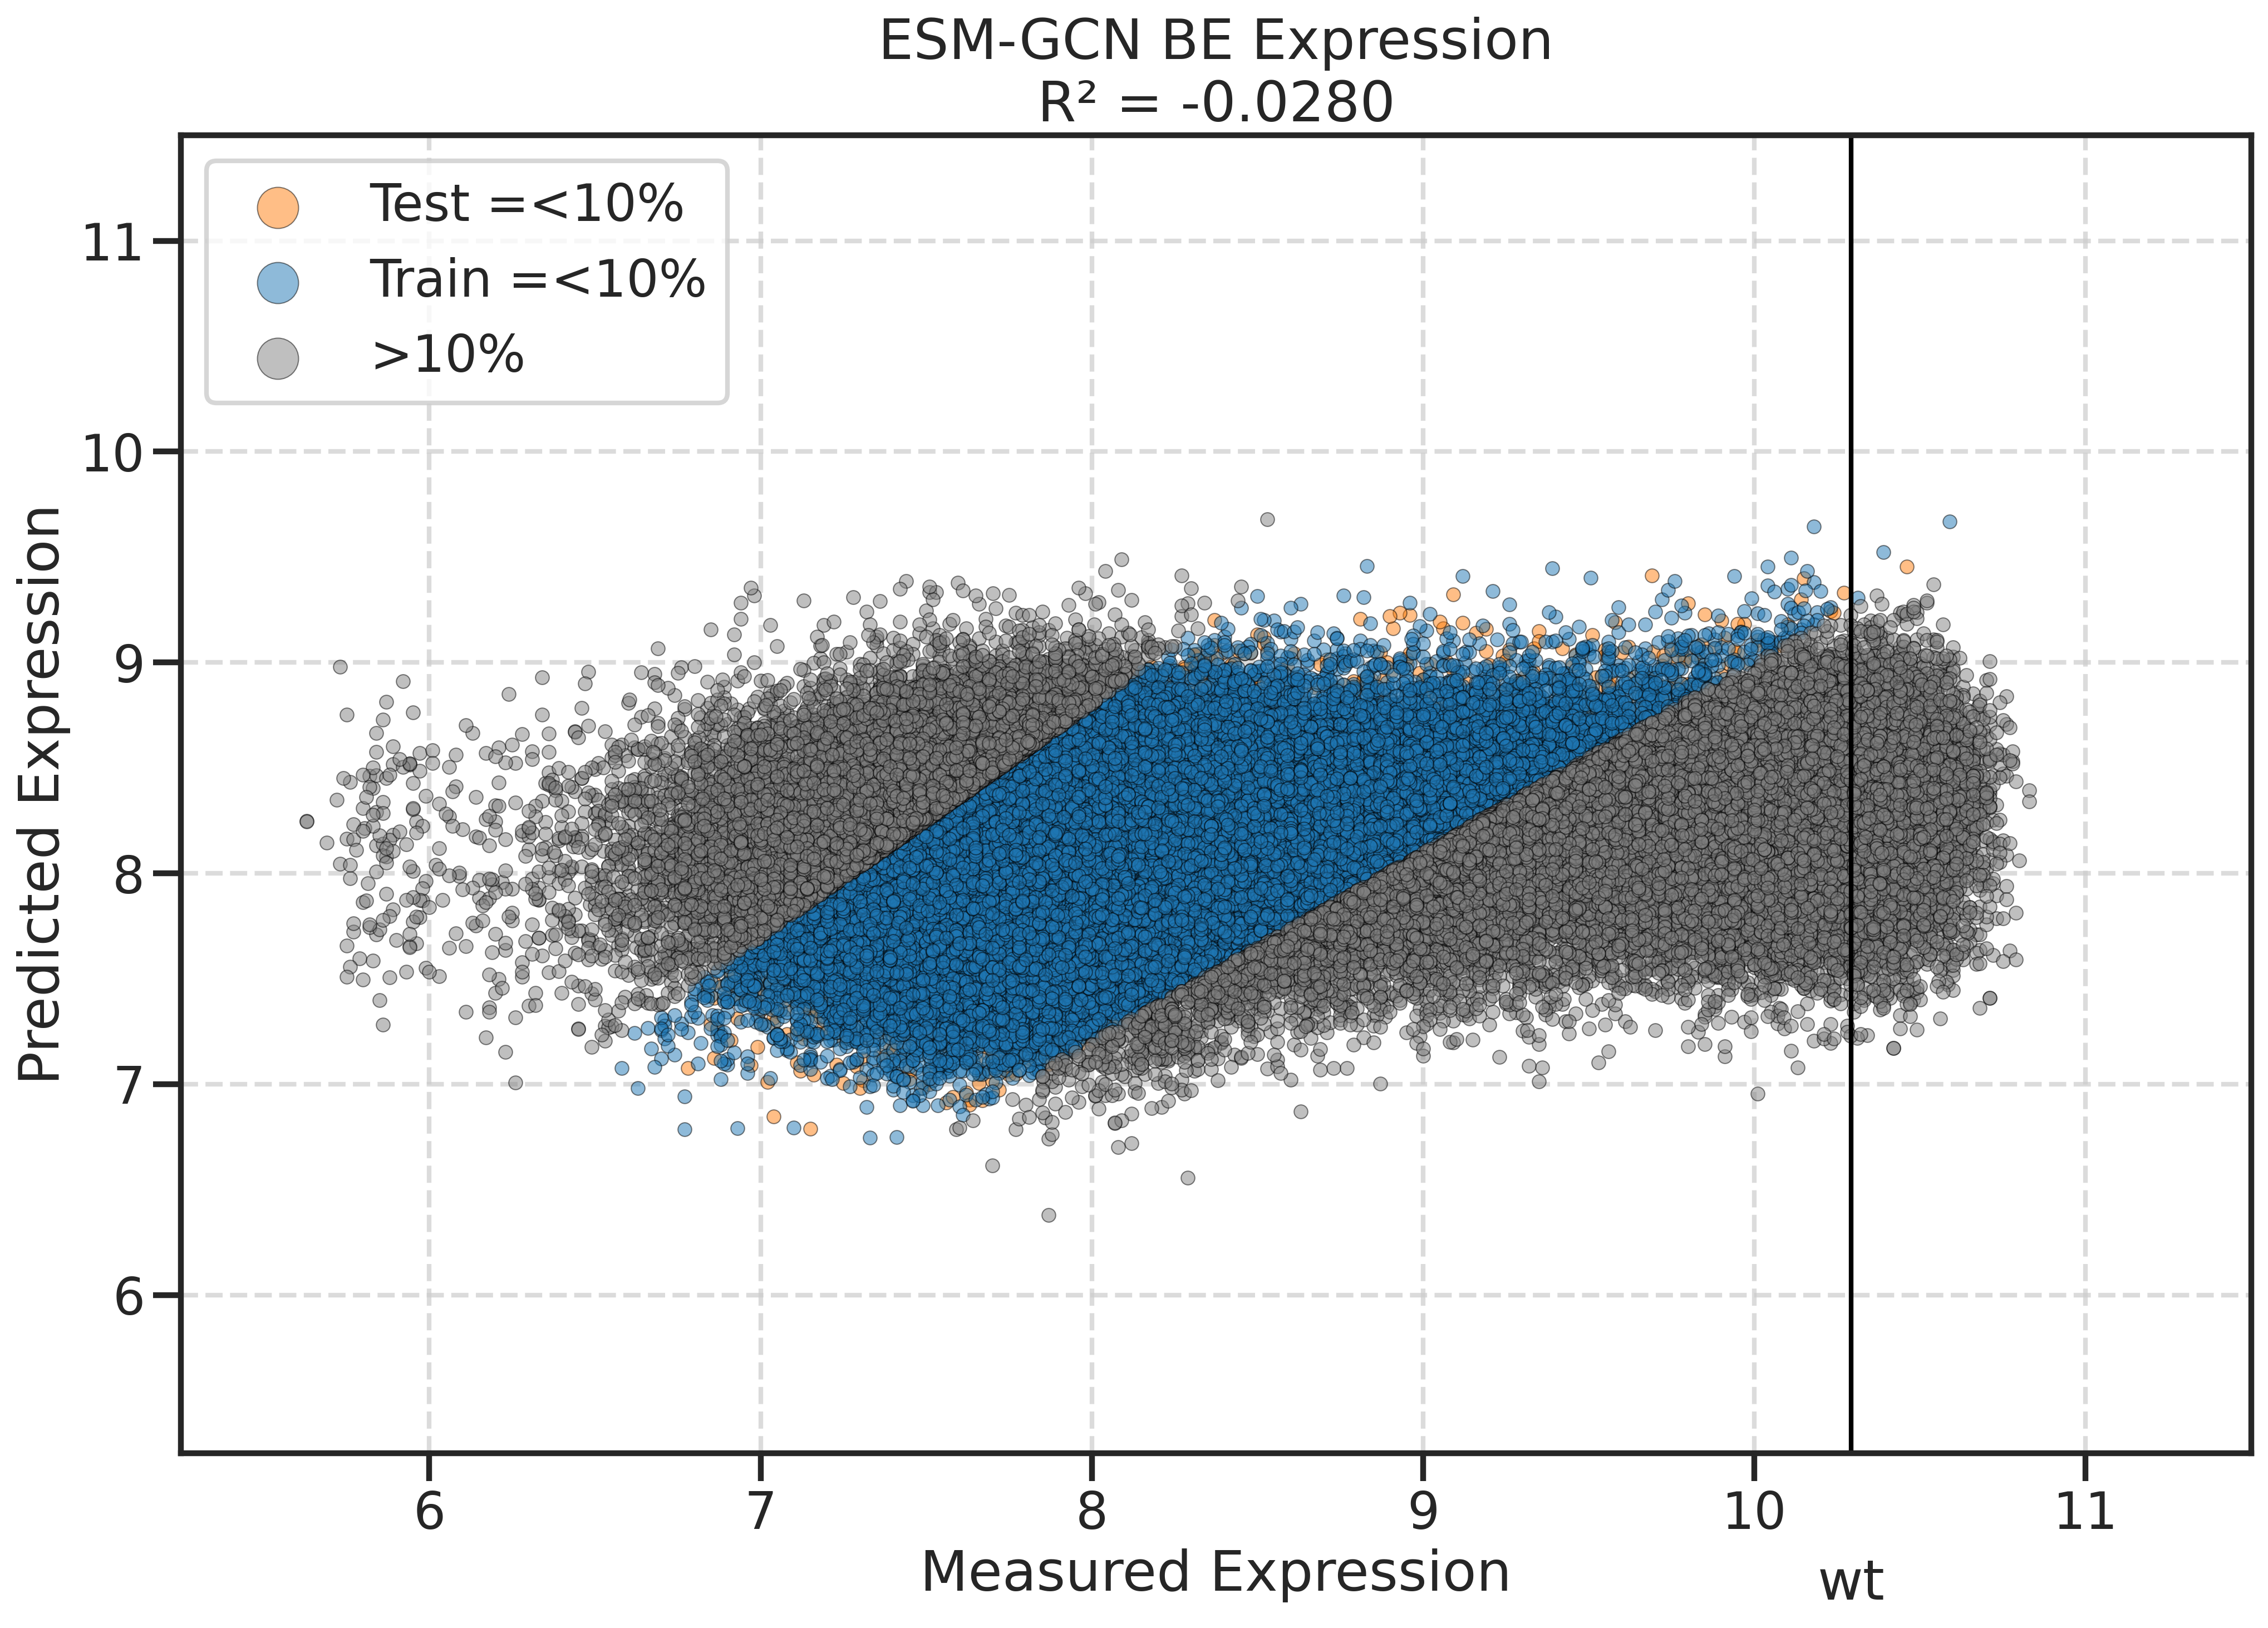 ESM-GCN BE Expression
R² = -0.0280
Test =<10%
Train =<10%
>10%
11
10
9
8
7
6
Predicted Expression
6 7 8 9 10 11
Measured Expression
wt